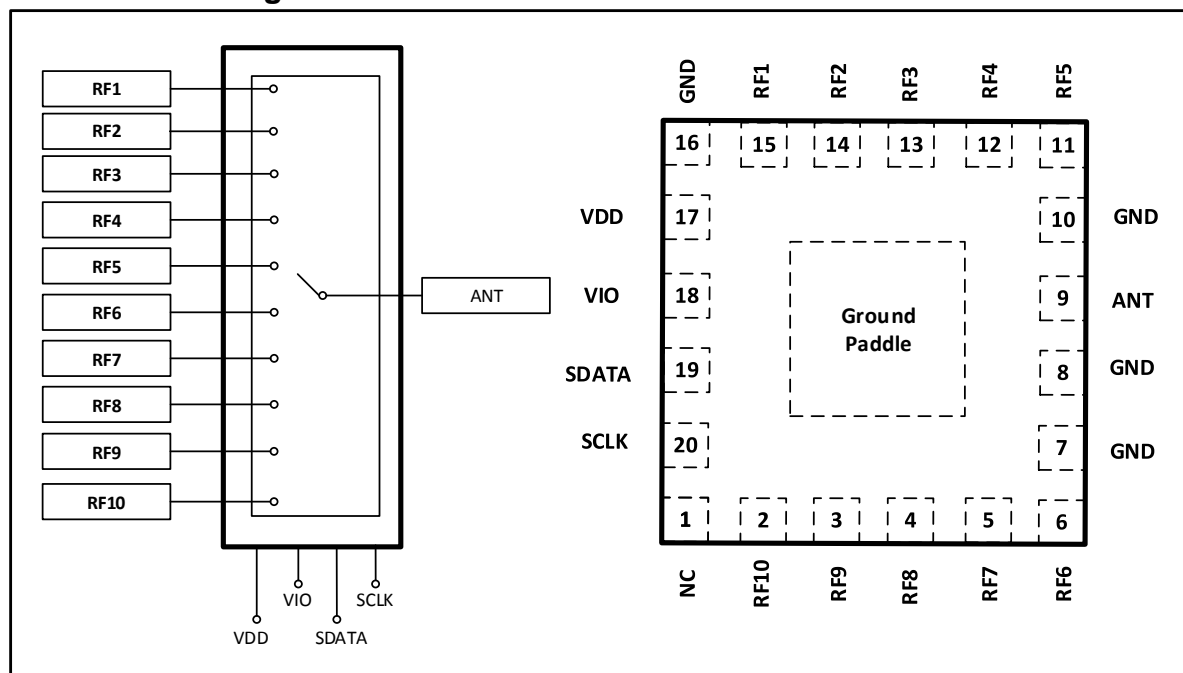 RF1
RF2
RF3
RF4
RF5
RF6
RF7
RF8
RF9
RF10
ANT
VIO
SCLK
VDD
SDATA
GND RF1 RF2 RF3 RF4 RF5
16 15 14 13 12 11
VDD 17 10 GND
VIO 18 9 ANT
Ground
Paddle
SDATA 19 8 GND
SCLK 20 7 GND
1 2 3 4 5 6
NC RF10 RF9 RF8 RF7 RF6